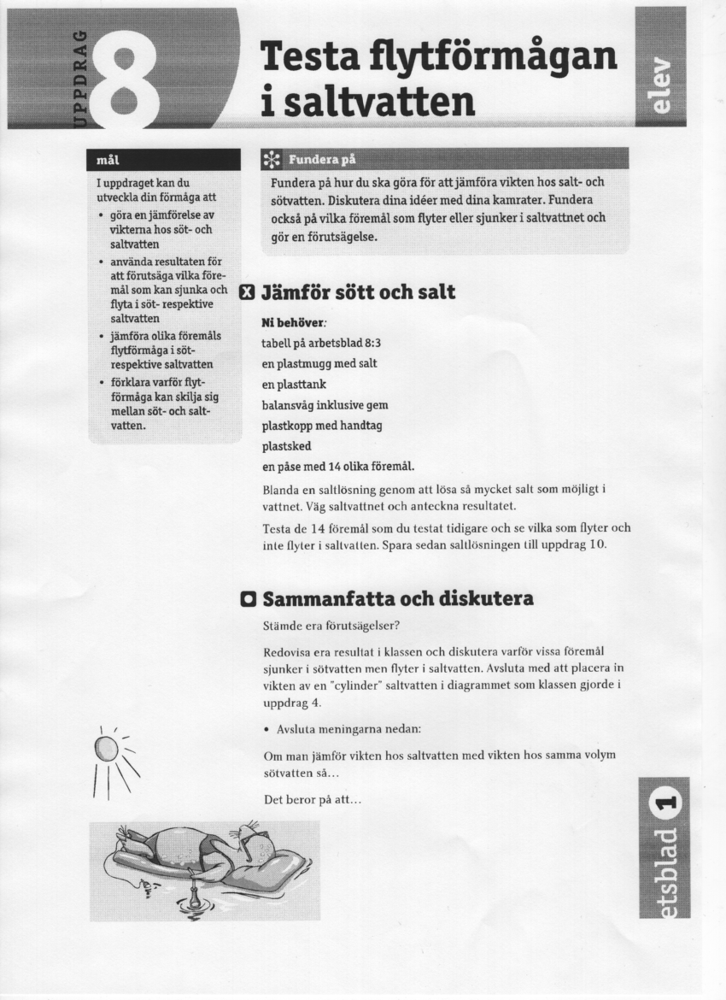 UPPDRAG
8
Testa flytförmågan
i saltvatten
elev
mål
I uppdraget kan du
utveckla din förmåga att
• göra en jämförelse av
vikterna hos söt- och
saltvatten
• använda resultaten för
att förutsäga vilka före-
mål som kan sjunka och
flyta i söt- respektive
saltvatten
• jämföra olika föremåls
flytförmåga i söt-
respektive saltvatten
• förklara varför flyt-
förmåga kan skilja sig
mellan söt- och salt-
vatten.
Fundera på
Fundera på hur du ska göra för att jämföra vikten hos salt- och
sötvatten. Diskutera dina idéer med dina kamrater. Fundera
också på vilka föremål som flyter eller sjunker i saltvattnet och
gör en förutsägelse.
X Jämför sött och salt
Ni behöver:
tabell på arbetsblad 8:3
en plastmugg med salt
en plasttank
balansvåg inklusive gem
plastkopp med handtag
plastsked
en påse med 14 olika föremål.
Blanda en saltlösning genom att lösa så mycket salt som möjligt i
vattnet. Väg saltvattnet och anteckna resultatet.
Testa de 14 föremål som du testat tidigare och se vilka som flyter och
inte flyter i saltvatten. Spara sedan saltlösningen till uppdrag 10.
Sammanfatta och diskutera
Stämde era förutsägelser?
Redovisa era resultat i klassen och diskutera varför vissa föremål
sjunker i sötvatten men flyter i saltvatten. Avsluta med att placera in
vikten av en "cylinder" saltvatten i diagrammet som klassen gjorde i
uppdrag 4.
• Avsluta meningarna nedan:
Om man jämför vikten hos saltvatten med vikten hos samma volym
sötvatten så...
Det beror på att...
etsblad 1